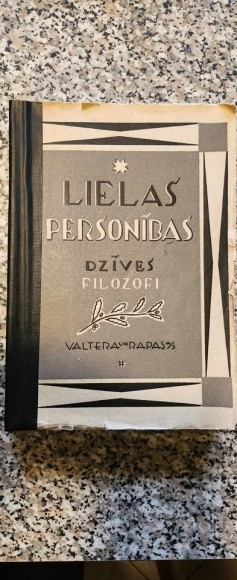 LIELAS
PERSONĪBAS
DZĪVES
FILOZOFI
VALTERA UN RAPAS A/S